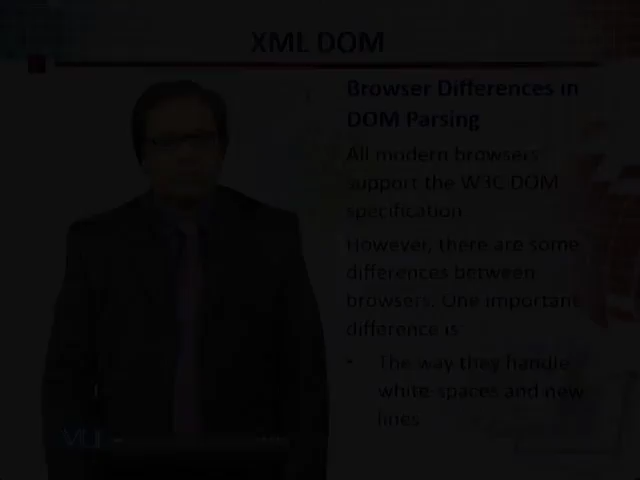 XML DOM
Browser Differences in
DOM Parsing
All modern browsers
support the W3C DOM
specification
However, there are some
differences between
browsers. One important
difference is
• The way they handle
white-spaces and new
lines